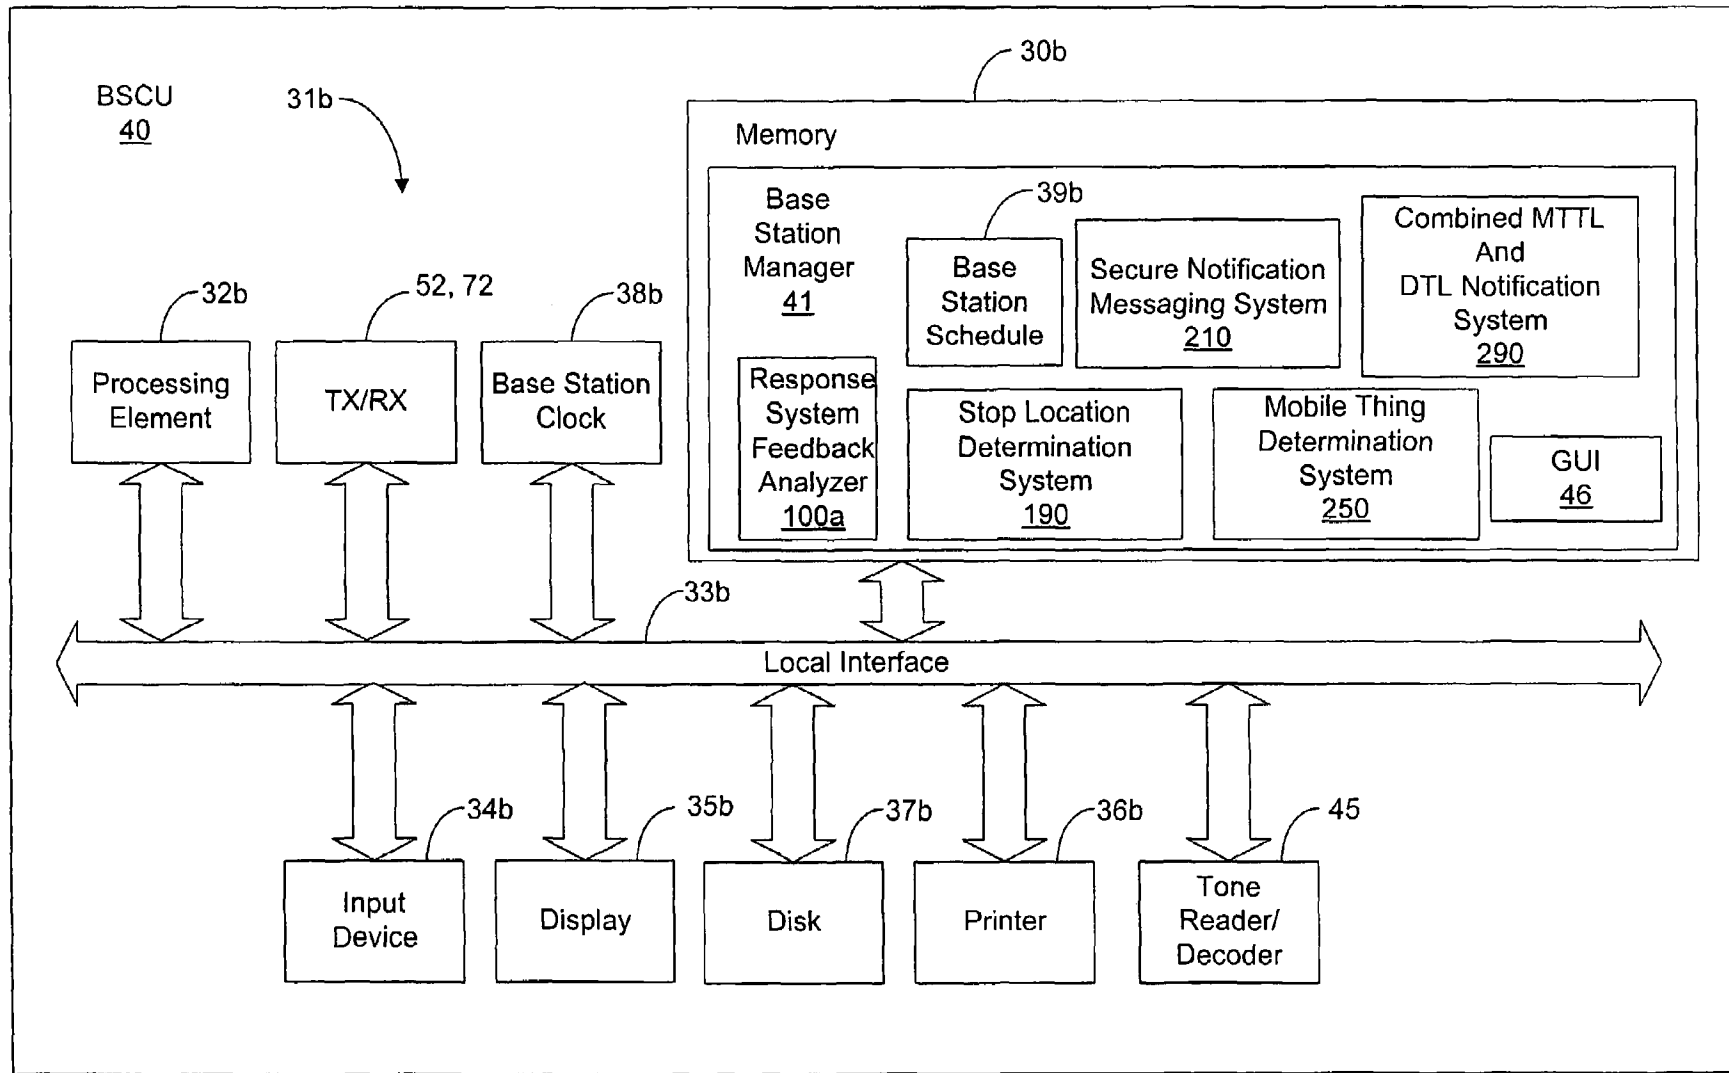 30b
BSCU
40
31b
Memory
Base
Station
Manager
41
39b
Base
Station
Schedule
Secure Notification
Messaging System
210
Combined MTTL
And
DTL Notification
System
290
32b
52, 72
38b
Processing
Element
TX/RX
Base Station
Clock
Response
System
Feedback
Analyzer
100a
Stop Location
Determination
System
190
Mobile Thing
Determination
System
250
GUI
46
33b
Local Interface
34b
35b
37b
36b
45
Input
Device
Display
Disk
Printer
Tone
Reader/
Decoder